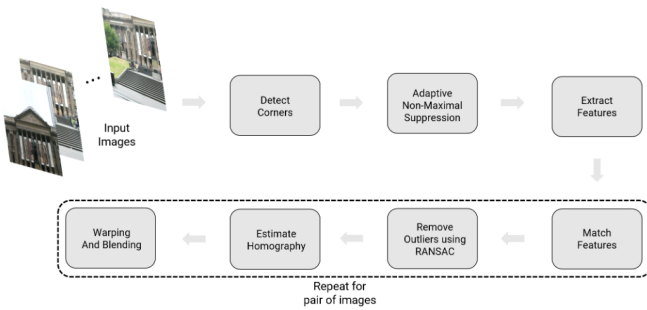 Input
Images
Detect
Corners
Adaptive
Non-Maximal
Suppression
Extract
Features
Match
Features
Remove
Outliers using
RANSAC
Estimate
Homography
Warping
And Blending
Repeat for
pair of images